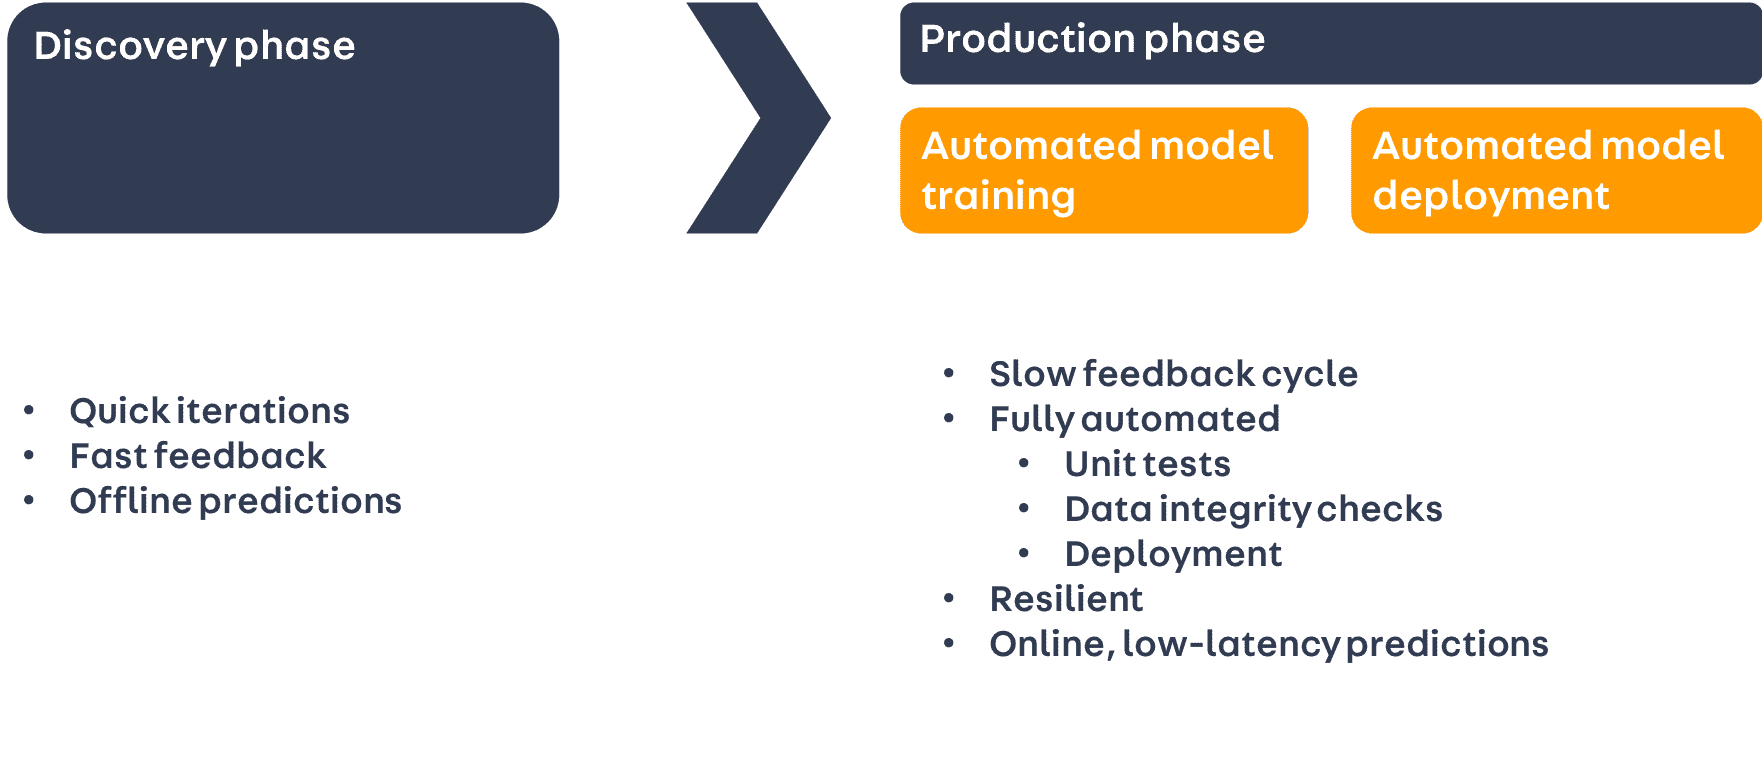 Discovery phase
Production phase
Automated model
training
Automated model
deployment
• Quick iterations
• Fast feedback
• Offline predictions
• Slow feedback cycle
• Fully automated
• Unit tests
• Data integrity checks
• Deployment
• Resilient
• Online, low-latency predictions